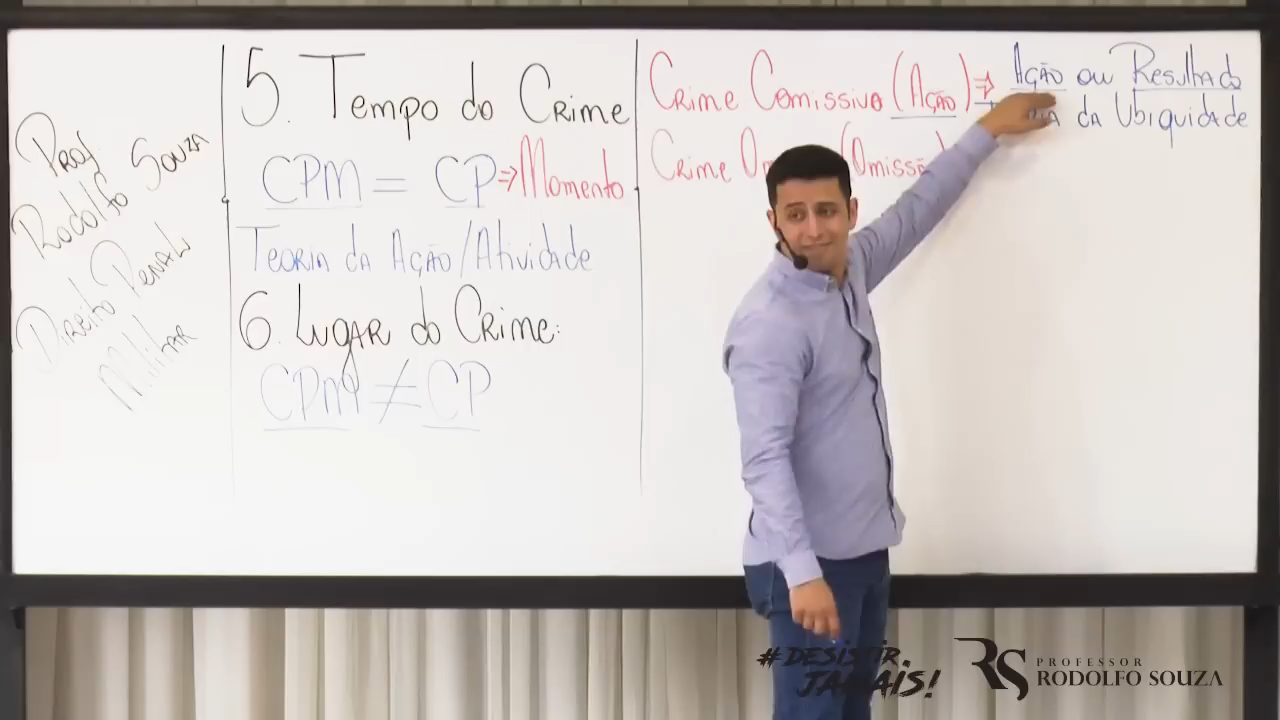 Prof.
Rodolfo Souza
Direito Penal
Militar
5. Tempo do Crime
CPM = CP ⇒ Momento
Teoria da Ação/Atividade
6. Lugar do Crime:
CPM ≠ CP
Crime Comissivo (Ação) ⇒ Ação ou Resultado
da Ubiquidade
Crime (Omissão)
#DESISTIR
JAMAIS!
RS
PROFESSOR
RODOLFO SOUZA